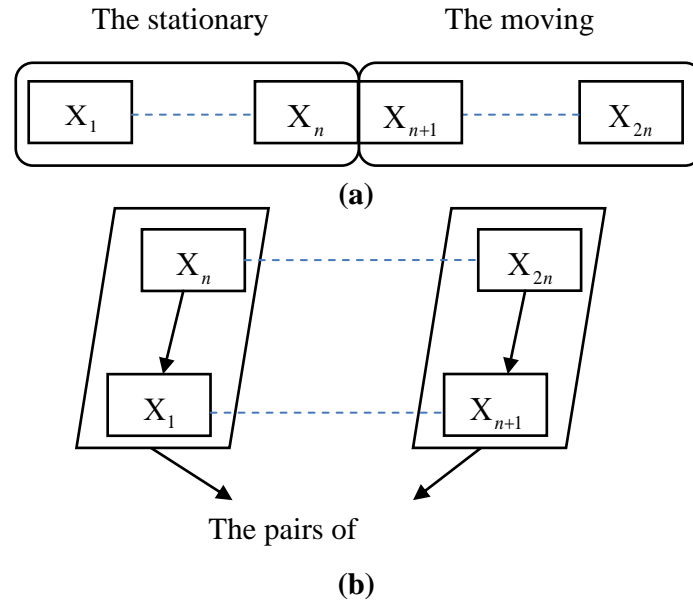 The stationary The moving
X₁ Xₙ Xₙ₊₁ X₂ₙ
(a)
Xₙ X₂ₙ
X₁ Xₙ₊₁
The pairs of
(b)